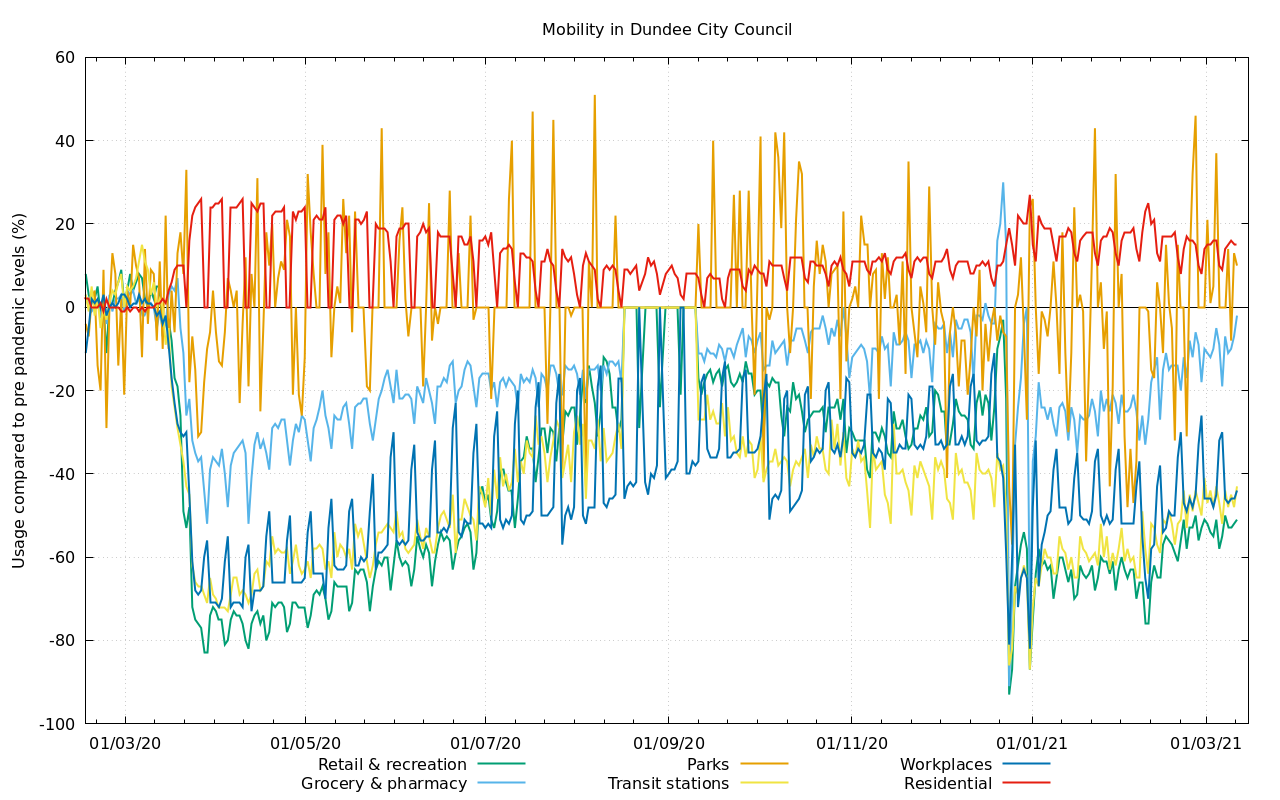 Mobility in Dundee City Council
Usage compared to pre pandemic levels (%)
60
40
20
0
-20
-40
-60
-80
-100
01/03/20 01/05/20 01/07/20 01/09/20 01/11/20 01/01/21 01/03/21
Retail & recreation Parks Workplaces
Grocery & pharmacy Transit stations Residential